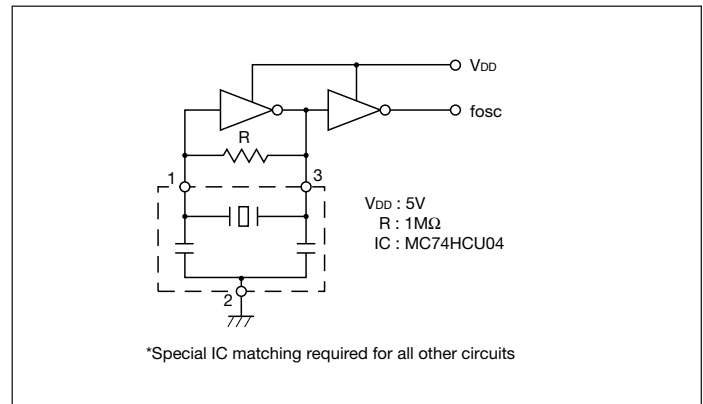 VDD
fosc
R
1
3
VDD : 5V
R : 1MΩ
IC : MC74HCU04
2
*Special IC matching required for all other circuits